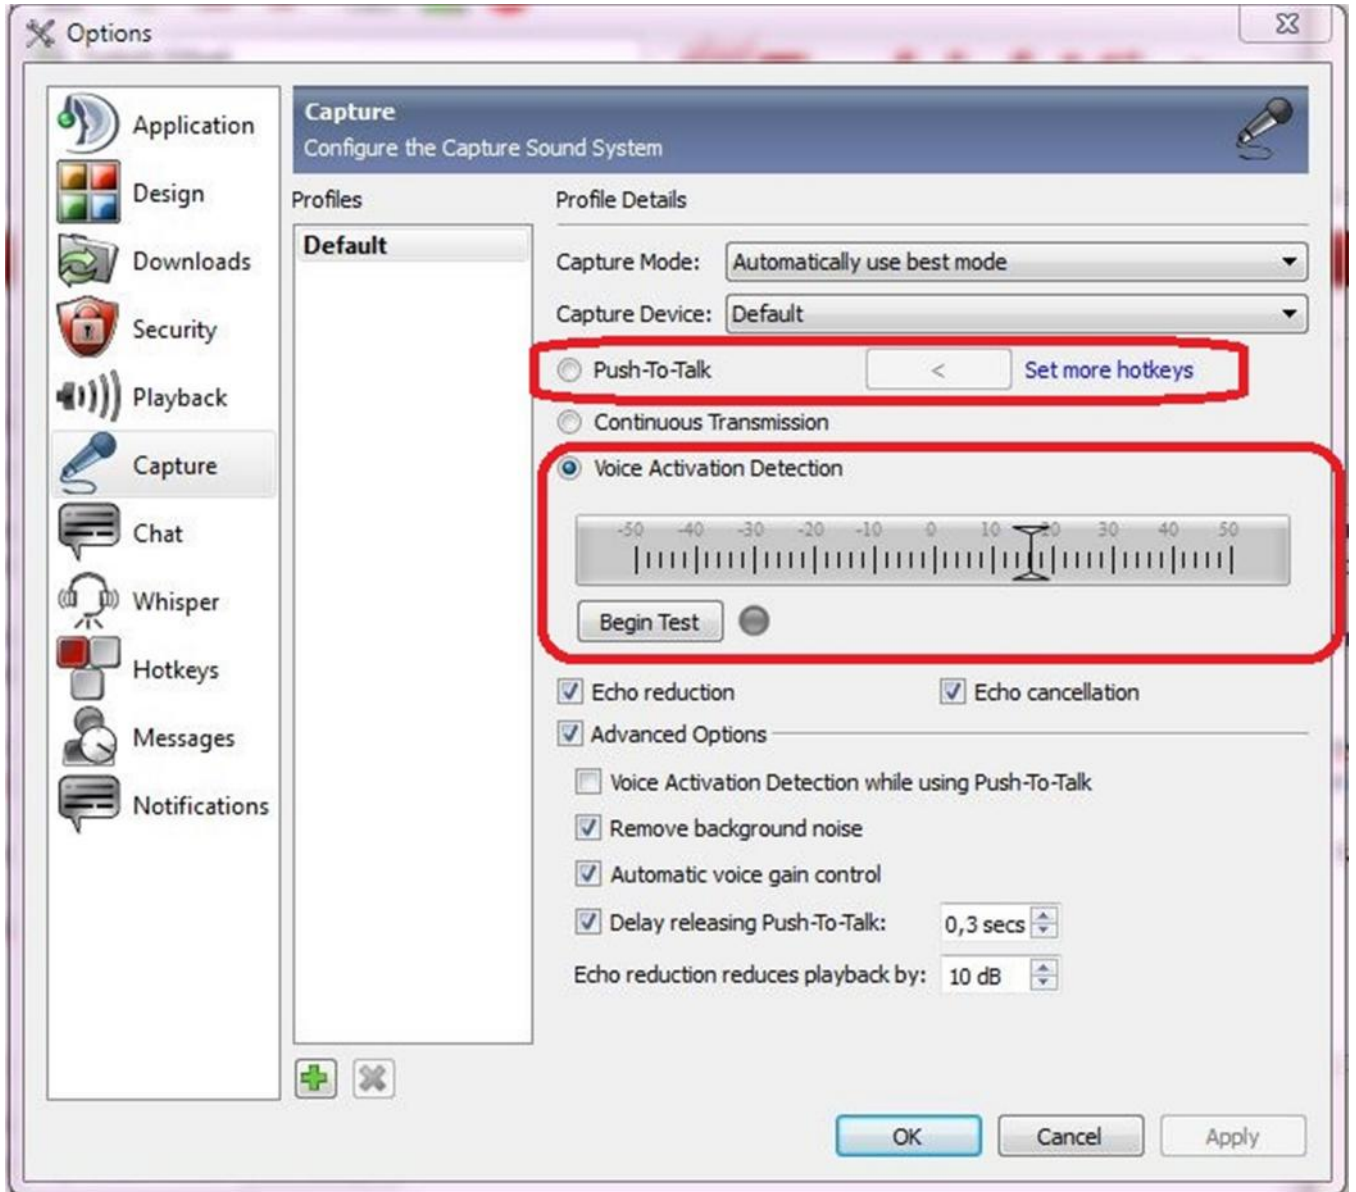 Options
Application
Design
Downloads
Security
Playback
Capture
Chat
Whisper
Hotkeys
Messages
Notifications
Capture
Configure the Capture Sound System
Profiles
Default
Profile Details
Capture Mode: Automatically use best mode
Capture Device: Default
Push-To-Talk < Set more hotkeys
Continuous Transmission
Voice Activation Detection
-50 -40 -30 -20 -10 0 10 20 30 40 50
Begin Test
Echo reduction Echo cancellation
Advanced Options
Voice Activation Detection while using Push-To-Talk
Remove background noise
Automatic voice gain control
Delay releasing Push-To-Talk: 0,3 secs
Echo reduction reduces playback by: 10 dB
OK Cancel Apply